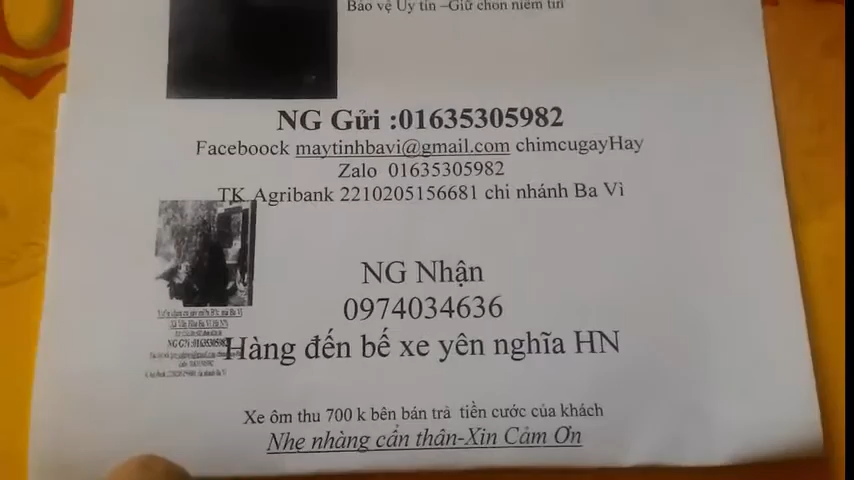 Bảo vệ Uy tín –Giữ chọn niềm tin
NG Gửi :01635305982
Faceboock maytinhbavi@gmail.com chimcugayHay
Zalo 01635305982
TK Agribank 2210205156681 chi nhánh Ba Vì
NG Nhận
0974034636
Hàng đến bế xe yên nghĩa HN
Xe ôm thu 700 k bên bán trả tiền cước của khách
Nhẹ nhàng cẩn thân-Xin Cảm Ơn